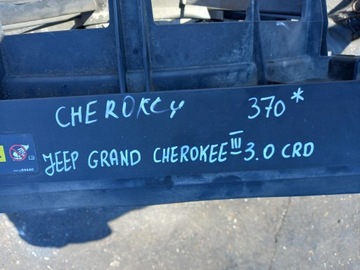 CHEROKEY 370*
JEEP GRAND CHEROKEE III 3.0 CRD